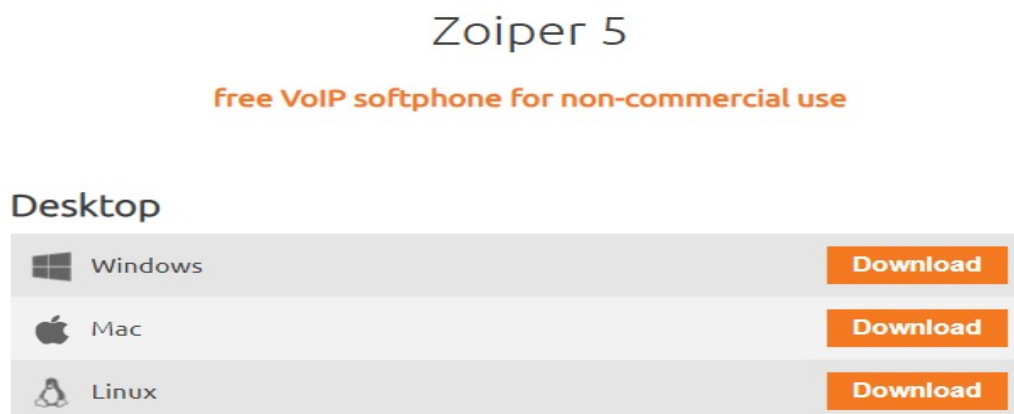 Zoiper 5
free VoIP softphone for non-commercial use
Desktop
Windows Download
Mac Download
Linux Download